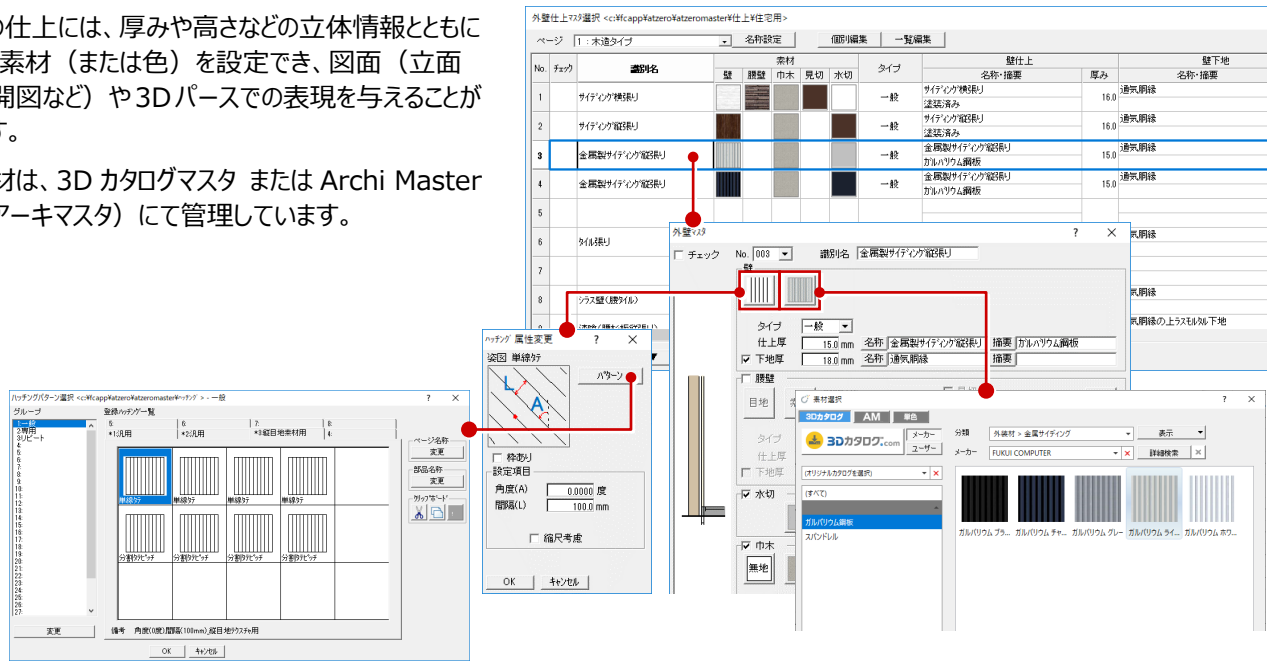 の仕上には、厚みや高さなどの立体情報とともに
素材（または色）を設定でき、図面（立面
開図など）や3Dパースでの表現を与えることが
す。
材は、3D カタログマスタ または Archi Master
アーキマスタ）にて管理しています。
外壁仕上ﾏｽﾀ選択 <c:¥fcapp¥atzero¥atzeromaster¥仕上¥住宅用>
ページ 1：木造タイプ 名称設定 個別編集 一覧編集
No. ﾁｪｯｸ 識別名 素材 タイプ 壁仕上 壁下地
壁 腰壁 巾木 見切 水切 名称・摘要 厚み 名称・摘要
1 ｻｲﾃﾞｨﾝｸﾞ横張り 一般 ｻｲﾃﾞｨﾝｸﾞ横張り 16.0 通気胴縁
塗装済み
2 ｻｲﾃﾞｨﾝｸﾞ縦張り 一般 ｻｲﾃﾞｨﾝｸﾞ縦張り 16.0 通気胴縁
塗装済み
3 金属製ｻｲﾃﾞｨﾝｸﾞ縦張り 一般 金属製ｻｲﾃﾞｨﾝｸﾞ縦張り 15.0 通気胴縁
ｶﾞﾙﾊﾞﾘｳﾑ鋼板
4 金属製ｻｲﾃﾞｨﾝｸﾞ縦張り 一般 金属製ｻｲﾃﾞｨﾝｸﾞ縦張り 15.0 通気胴縁
ｶﾞﾙﾊﾞﾘｳﾑ鋼板
5
6 ﾀｲﾙ張り 気胴縁
7
8 ｼﾗｽ壁(腰ﾀｲﾙ) 気胴縁
気胴縁の上ﾗｽﾓﾙﾀﾙ下地
外壁ﾏｽﾀ ? ×
チェック No. 003 識別名 金属製ｻｲﾃﾞｨﾝｸﾞ縦張り
壁
タイプ 一般
仕上厚 15.0 mm 名称 金属製ｻｲﾃﾞｨﾝｸﾞ縦張り 摘要 ｶﾞﾙﾊﾞﾘｳﾑ鋼板
下地厚 18.0 mm 名称 通気胴縁 摘要
腰壁
目地
タイプ
仕上厚
下地厚
水切
巾木
無地
ﾊｯﾁﾝｸﾞ属性変更 ? ×
姿図 単線ﾀﾃ
パターン
L
A
枠あり
設定項目
角度(A) 0.0000 度
間隔(L) 100.0 mm
縮尺考慮
OK ｷｬﾝｾﾙ
素材選択 ? ×
3Dカタログ AM 単色
3Dカタログ.com メーカー
ユーザー
分類 外装材 > 金属サイディング 表示
メーカー FUKUI COMPUTER × 詳細検索 ×
(オリジナルカタログを選択) ×
(すべて)
ガルバリウム鋼板
スパンドレル
ガルバリウム ブラ... ガルバリウム チャ... ガルバリウム グレー ガルバリウム ライ... ガルバリウム ホワ...
ハッチングパターン選択 <c:¥fcapp¥atzero¥atzeromaster¥ﾊｯﾁﾝｸﾞ> - 一般 ? ×
グループ 登録ﾊｯﾁﾝｸﾞ一覧
1:一般
2:専用
3:リピート
4:
5:
6:
7:
8:
9:
10:
11:
12:
13:
14:
15:
16:
17:
18:
19:
20:
21:
22:
23:
24:
25:
26:
27:
変更
5: 6: 7: 8:
*1:汎用 *2:汎用 *3:縦目地素材用 4:
単線ﾀﾃ 単線ﾀﾃ 単線ﾀﾃ 単線ﾀﾃ
分割ﾀﾃﾋﾟｯﾁ 分割ﾀﾃﾋﾟｯﾁ 分割ﾀﾃﾋﾟｯﾁ 分割ﾀﾃﾋﾟｯﾁ
ページ名称
変更
部品名称
変更
ｸﾘｯﾌﾟﾎﾞｰﾄﾞ
備考 角度(0度)間隔(100mm)､縦目地ﾃｸｽﾁｬ用
OK ｷｬﾝｾﾙ